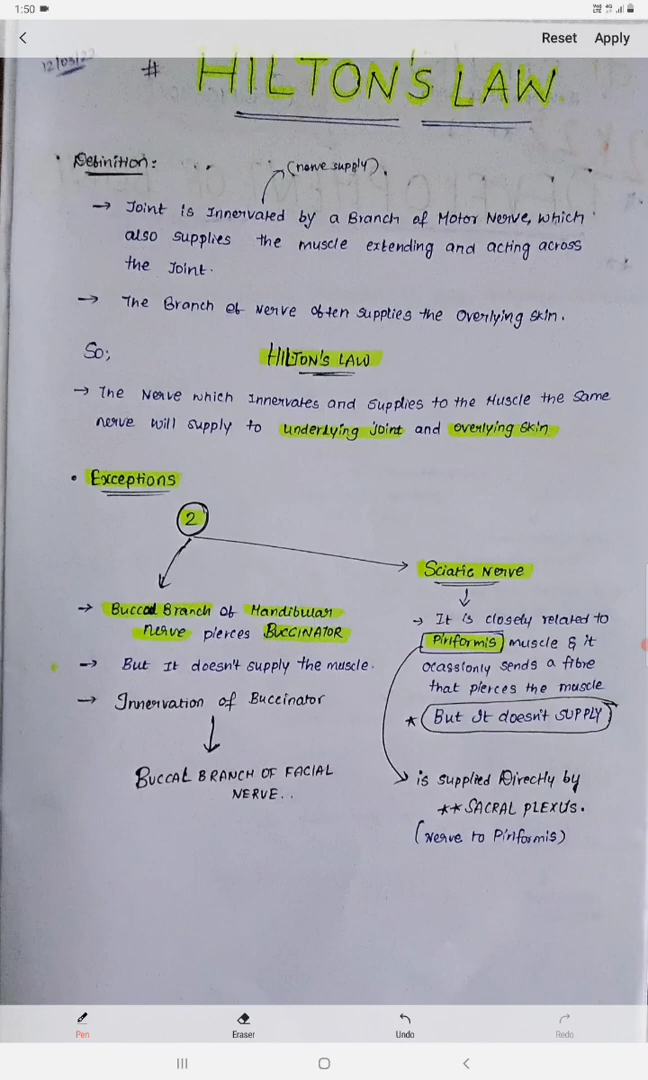 1:50
Reset Apply
12/05/22
# HILTON'S LAW.
• Definition:
(nerve supply).
→ Joint is Innervated by a Branch of Motor Nerve, which
also supplies the muscle extending and acting across
the Joint.
→ The Branch of Nerve often supplies the overlying skin.
So;
HILTON'S LAW
→ The Nerve which Innervates and supplies to the Muscle the same
nerve will supply to underlying joint and overlying skin
• Exceptions
2
→ Buccal Branch of Mandibular
nerve pierces BUCCINATOR
→ But It doesn't supply the muscle.
→ Innervation of Buccinator
BUCCAL BRANCH OF FACIAL
NERVE..
Sciatic Nerve
→ It is closely related to
Piriformis muscle & it
ocassionly sends a fibre
that pierces the muscle
* But It doesn't SUPPLY
is supplied Directly by
** SACRAL PLEXUS.
(Nerve to Piriformis)
Pen Eraser Undo Redo